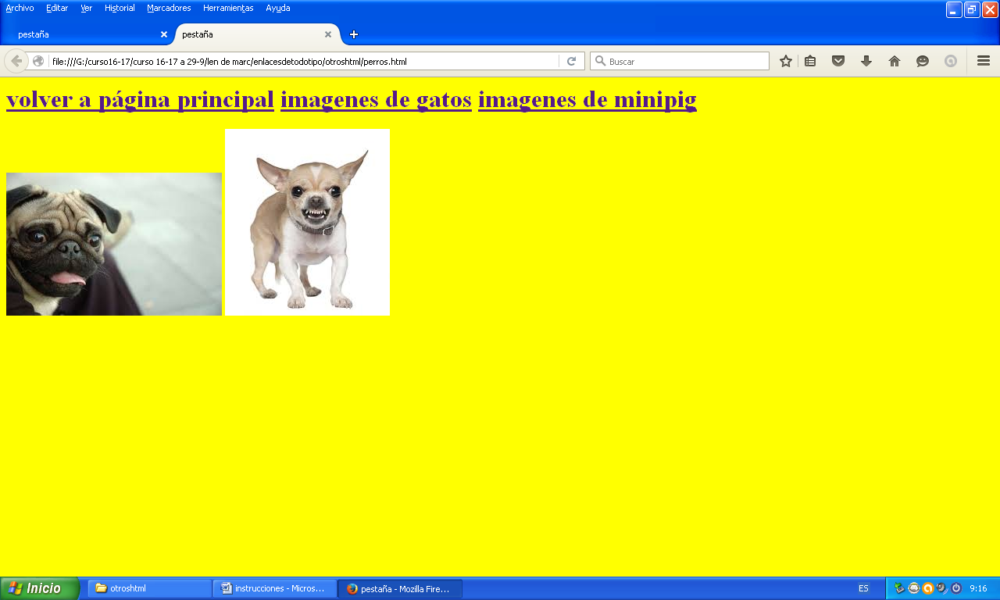 Archivo Editar Ver Historial Marcadores Herramientas Ayuda
pestaña pestaña
file:///G:/curso16-17/curso 16-17 a 29-9/len de marc/enlacesdetodotipo/otroshtml/perros.html Buscar
volver a página principal imagenes de gatos imagenes de minipig
Inicio otroshtml instrucciones - Micros... pestaña - Mozilla Fire... ES 9:16